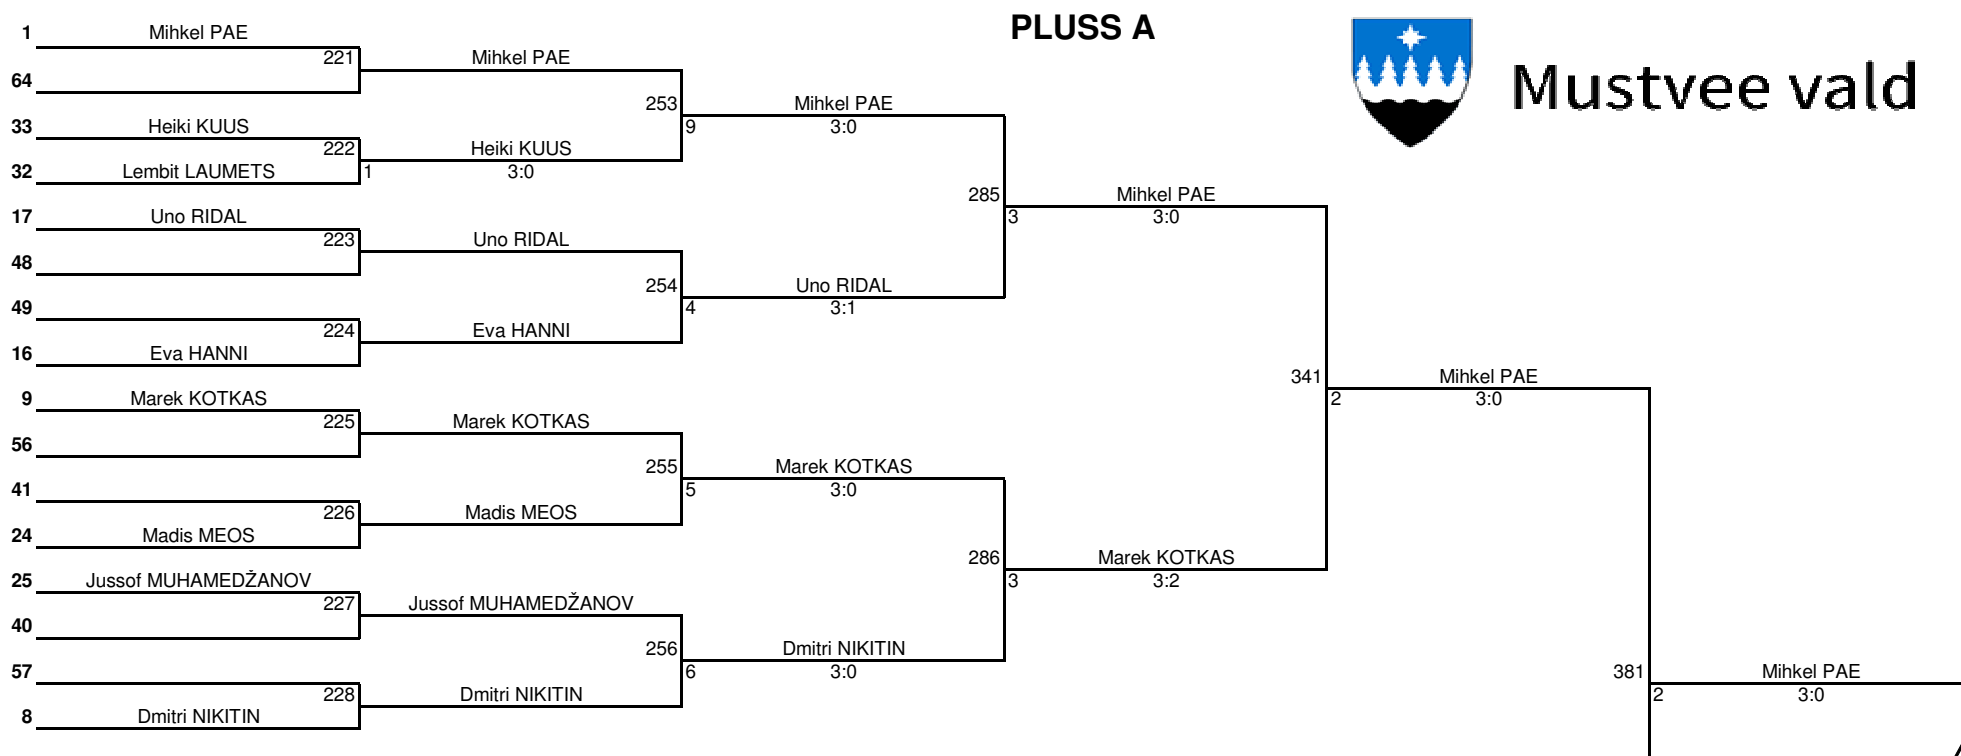 PLUSS A
Mustvee vald
1 Mihkel PAE
221 Mihkel PAE
64
253 Mihkel PAE
9 3:0
33 Heiki KUUS
222 Heiki KUUS
32 Lembit LAUMETS 1 3:0
285 Mihkel PAE
3 3:0
17 Uno RIDAL
223 Uno RIDAL
48
254 Uno RIDAL
4 3:1
49
224 Eva HANNI
16 Eva HANNI
341 Mihkel PAE
2 3:0
9 Marek KOTKAS
225 Marek KOTKAS
56
255 Marek KOTKAS
5 3:0
41
226 Madis MEOS
24 Madis MEOS
286 Marek KOTKAS
3 3:2
25 Jussof MUHAMEDŽANOV
227 Jussof MUHAMEDŽANOV
40
256 Dmitri NIKITIN
6 3:0
57
228 Dmitri NIKITIN
8 Dmitri NIKITIN
381 Mihkel PAE
2 3:0